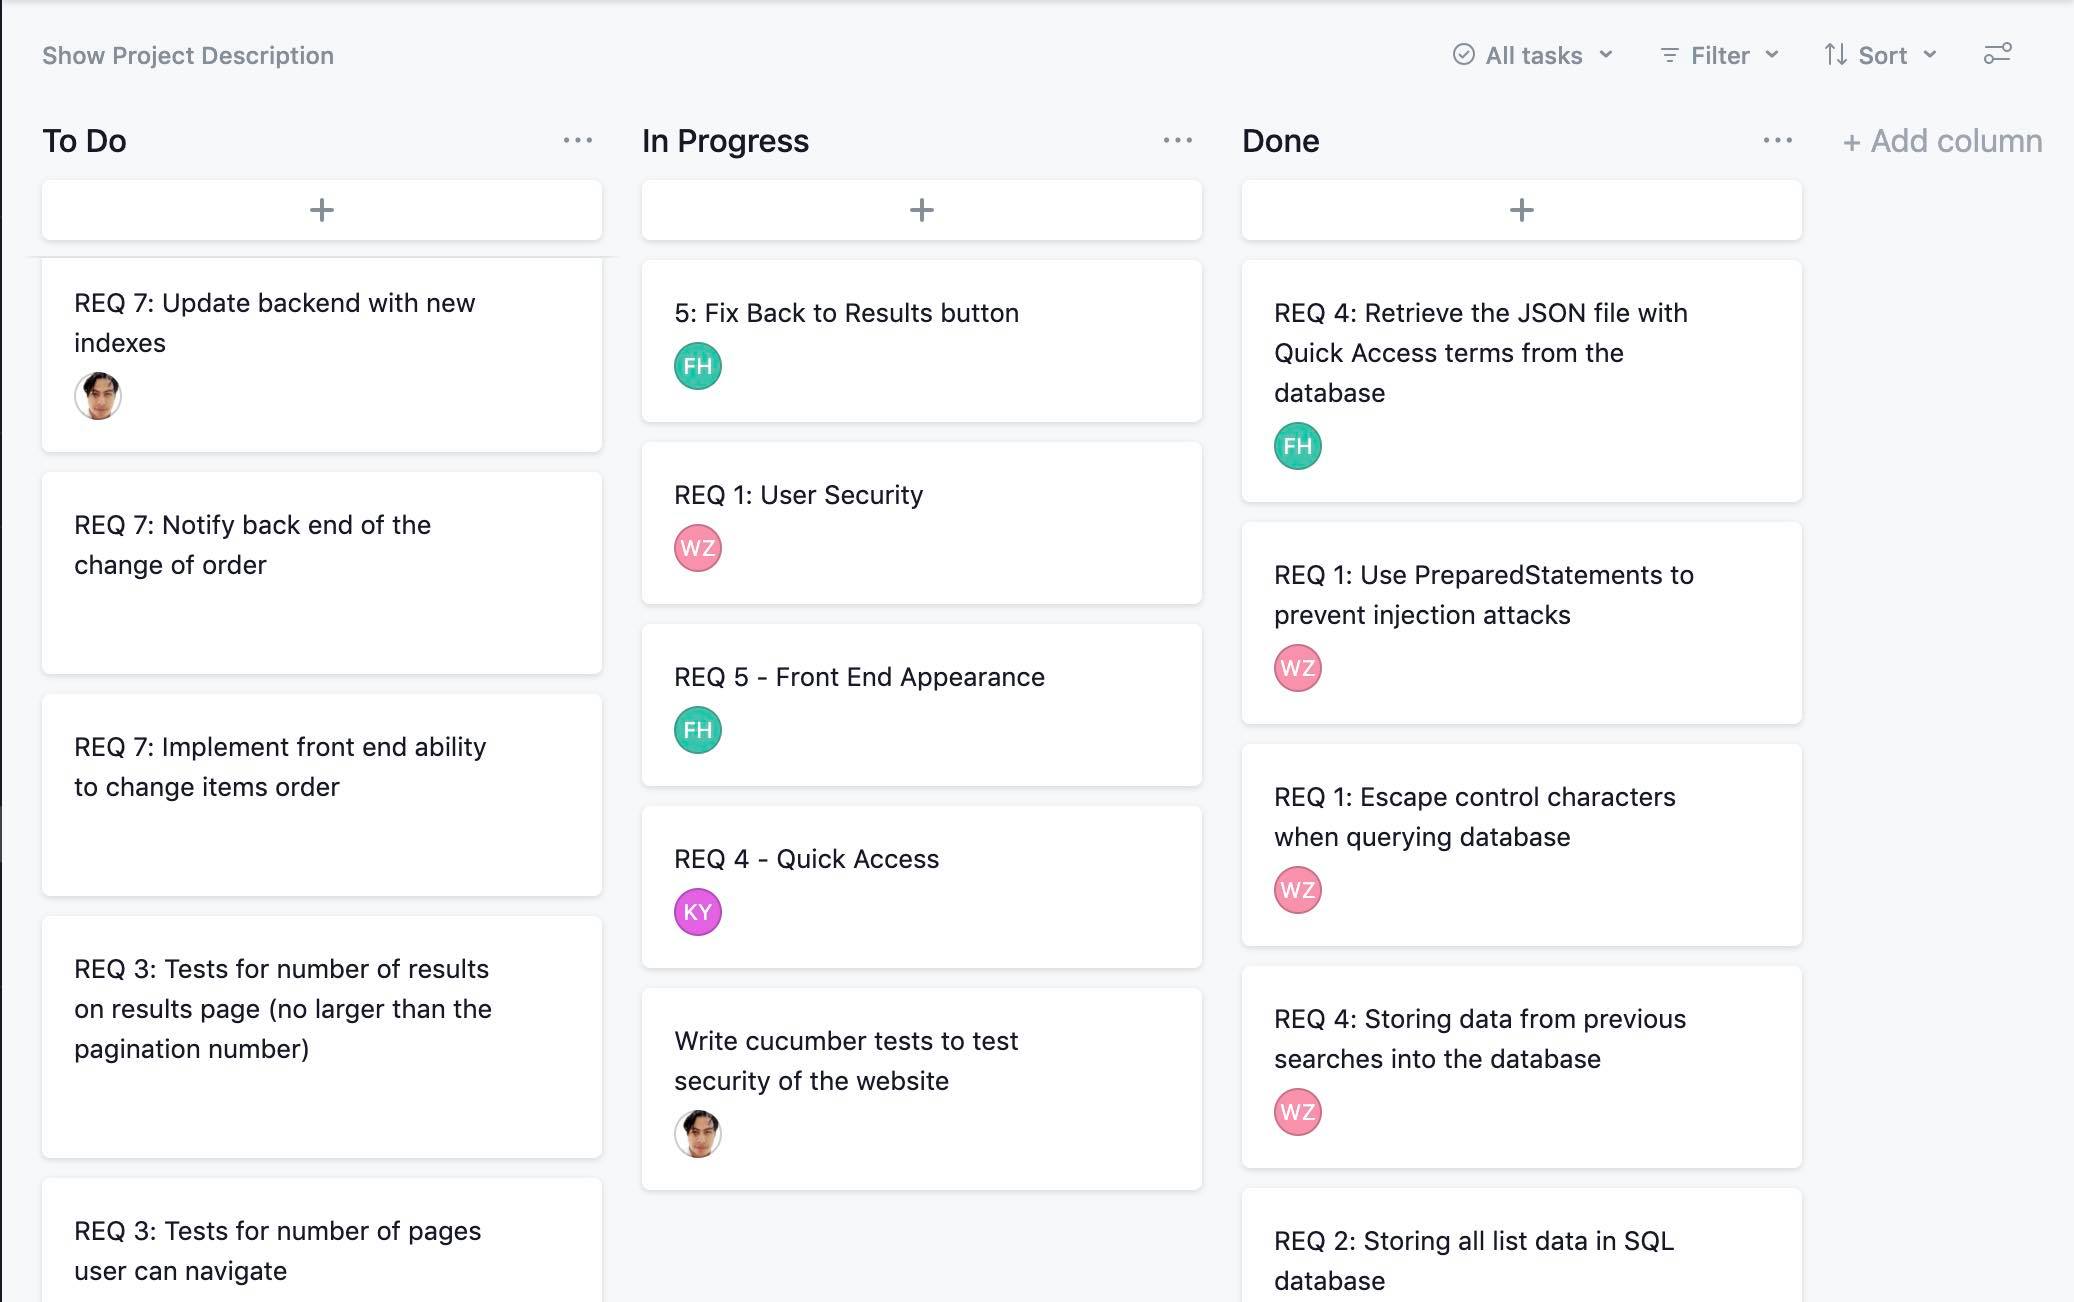 Show Project Description
All tasks
Filter
Sort
To Do
REQ 7: Update backend with new
indexes
REQ 7: Notify back end of the
change of order
REQ 7: Implement front end ability
to change items order
REQ 3: Tests for number of results
on results page (no larger than the
pagination number)
REQ 3: Tests for number of pages
user can navigate
In Progress
5: Fix Back to Results button
FH
REQ 1: User Security
WZ
REQ 5 - Front End Appearance
FH
REQ 4 - Quick Access
KY
Write cucumber tests to test
security of the website
Done
REQ 4: Retrieve the JSON file with
Quick Access terms from the
database
FH
REQ 1: Use PreparedStatements to
prevent injection attacks
WZ
REQ 1: Escape control characters
when querying database
WZ
REQ 4: Storing data from previous
searches into the database
WZ
REQ 2: Storing all list data in SQL
database
+ Add column